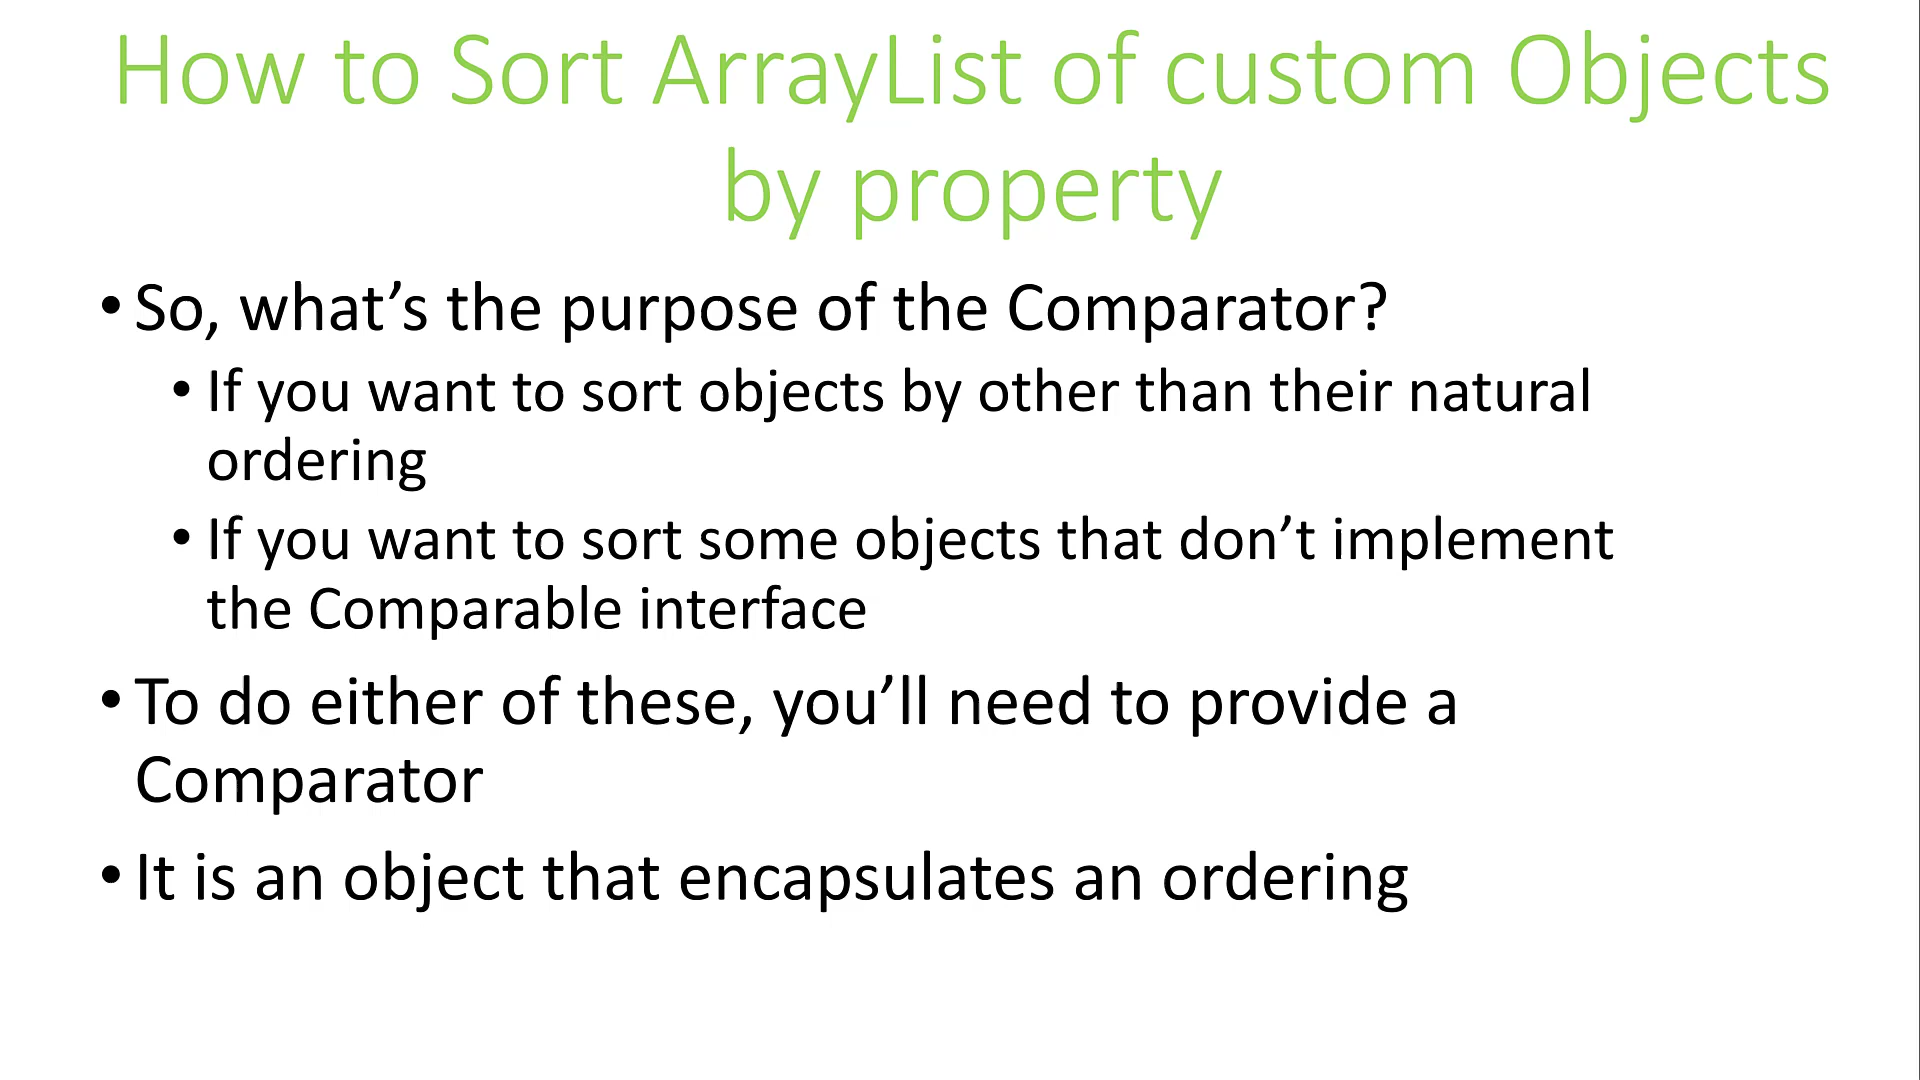 How to Sort ArrayList of custom Objects
by property
• So, what’s the purpose of the Comparator?
• If you want to sort objects by other than their natural
ordering
• If you want to sort some objects that don’t implement
the Comparable interface
• To do either of these, you’ll need to provide a
Comparator
• It is an object that encapsulates an ordering